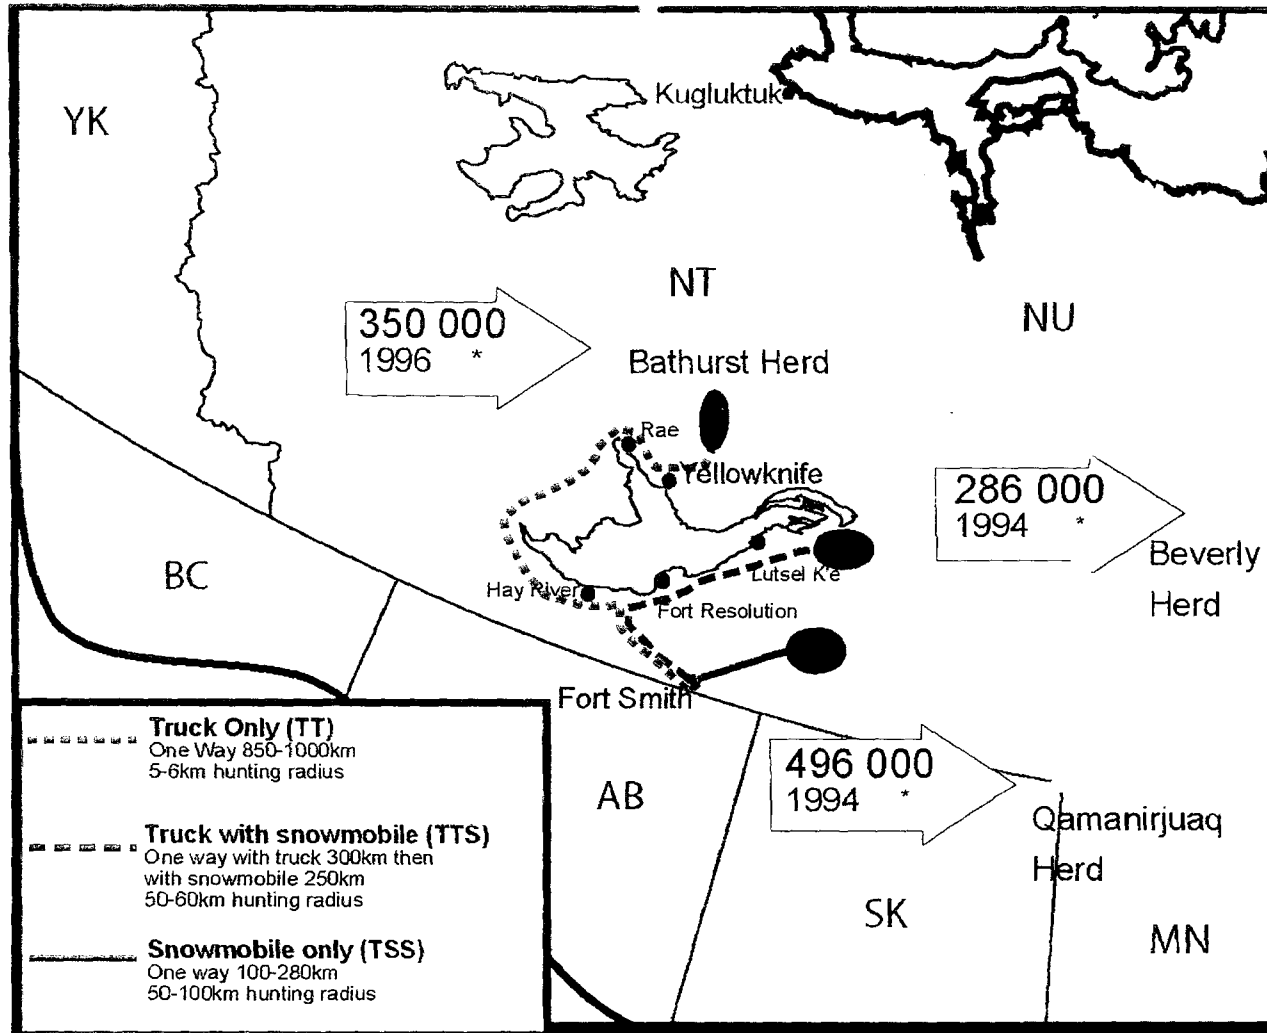 Kugluktuk
YK
NT
NU
350 000
1996 *
Bathurst Herd
Rae
Yellowknife
286 000
1994 *
Beverly
Herd
BC
Hay River
Lutsel K'e
Fort Resolution
Fort Smith
Truck Only (TT)
One Way 850-1000km
5-6km hunting radius
Truck with snowmobile (TTS)
One way with truck 300km then
with snowmobile 250km
50-60km hunting radius
Snowmobile only (TSS)
One way 100-280km
50-100km hunting radius
AB
496 000
1994 *
Qamanirjuaq
Herd
SK
MN